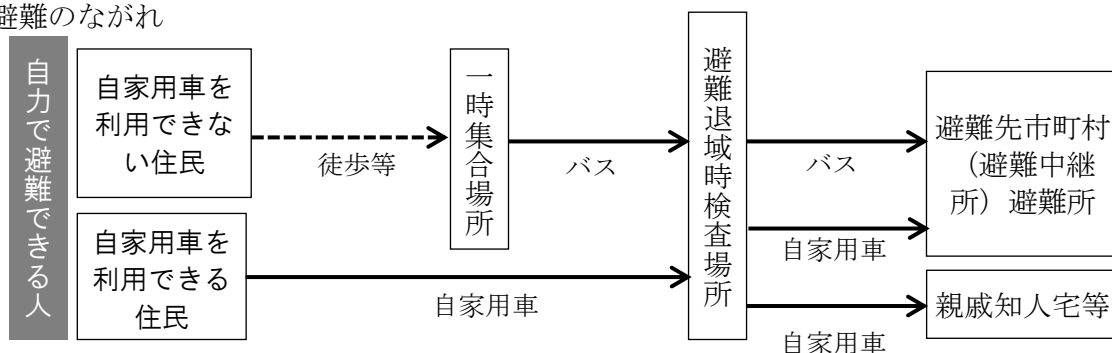 避難のながれ
自力で避難できる人
自家用車を
利用できな
い住民
徒歩等
一時集合場所
バス
避難退域時検査場所
バス
避難先市町村
（避難中継
所）避難所
自家用車
自家用車を
利用できる
住民
自家用車
親戚知人宅等
自家用車